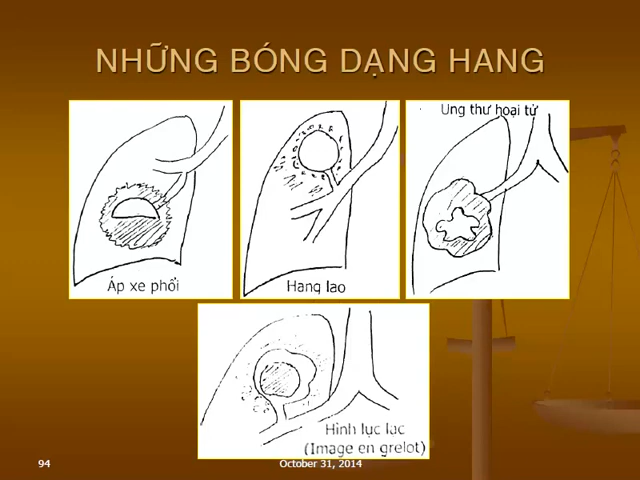 NHỮNG BÓNG DẠNG HANG
Áp xe phổi
Hang lao
Ung thư hoại tử
Hình lục lạc
(Image en grelot)
94
October 31, 2014